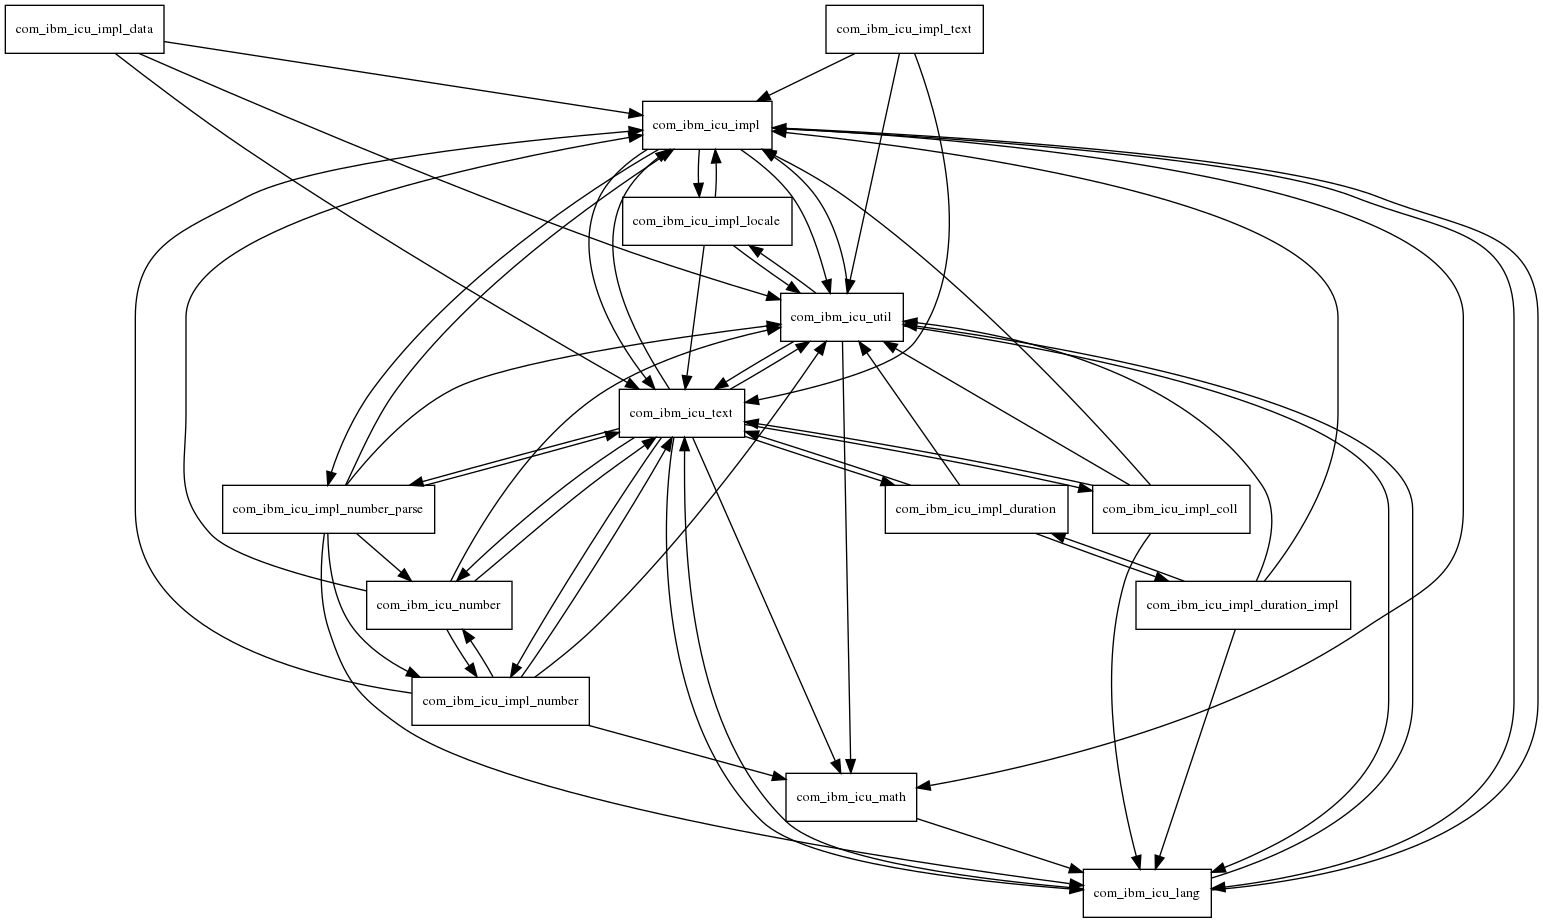 com_ibm_icu_impl_data
com_ibm_icu_impl_text
com_ibm_icu_impl
com_ibm_icu_impl_locale
com_ibm_icu_util
com_ibm_icu_text
com_ibm_icu_impl_number_parse
com_ibm_icu_impl_duration
com_ibm_icu_impl_coll
com_ibm_icu_number
com_ibm_icu_impl_duration_impl
com_ibm_icu_impl_number
com_ibm_icu_math
com_ibm_icu_lang